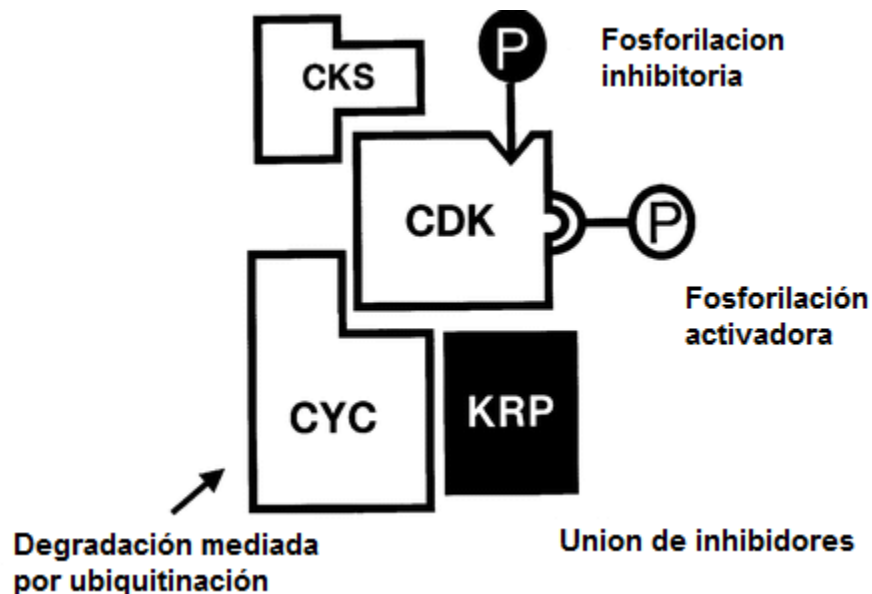 CKS
P
Fosforilacion
inhibitoria
CDK
P
Fosforilación
activadora
CYC
KRP
Degradación mediada
por ubiquitinación
Union de inhibidores